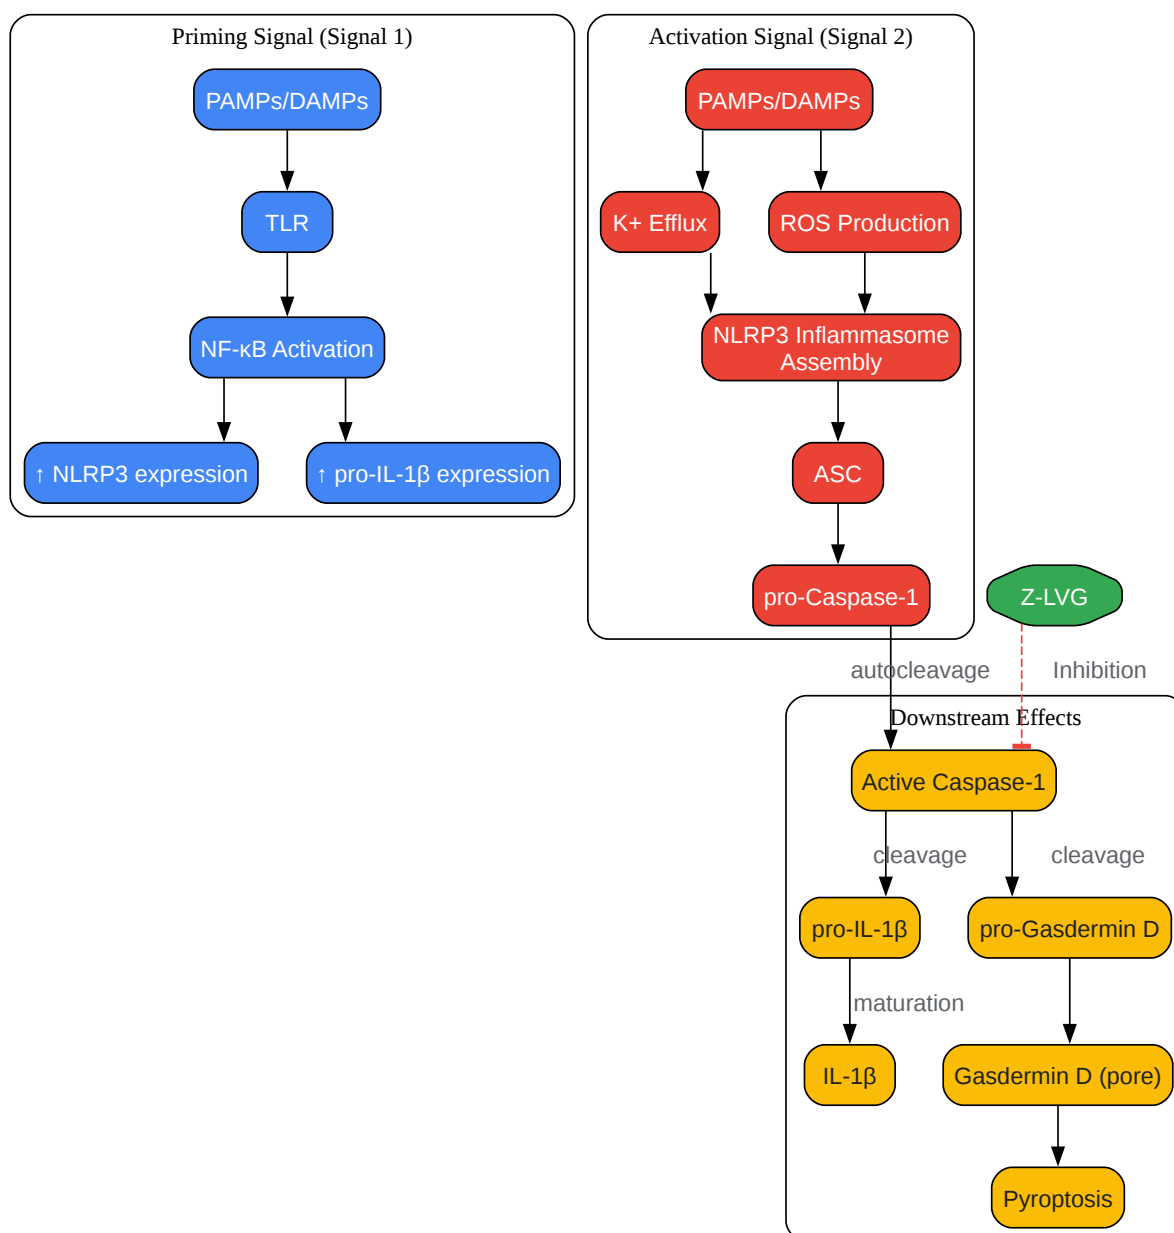 Priming Signal (Signal 1)
PAMPs/DAMPs
TLR
NF-κB Activation
↑ NLRP3 expression
↑ pro-IL-1β expression
Activation Signal (Signal 2)
PAMPs/DAMPs
K+ Efflux
ROS Production
NLRP3 Inflammasome
Assembly
ASC
pro-Caspase-1
Z-LVG
autocleavage
Inhibition
Downstream Effects
Active Caspase-1
cleavage
cleavage
pro-IL-1β
pro-Gasdermin D
maturation
IL-1β
Gasdermin D (pore)
Pyroptosis